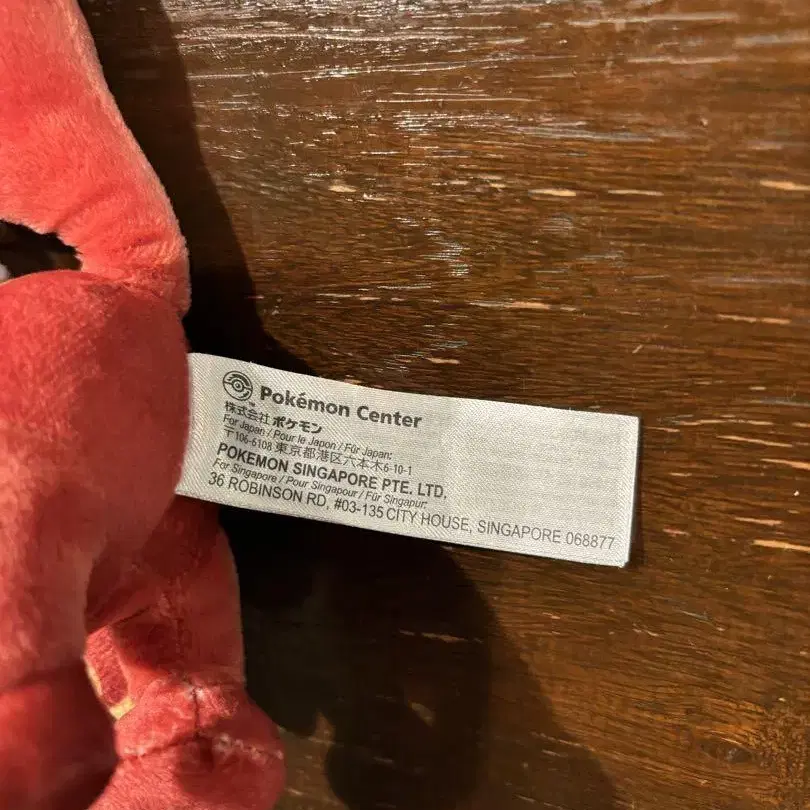 Pokémon Center™
株式会社ポケモン
For Japan / Pour le Japon / Für Japan:
〒106-6108 東京都港区六本木6-10-1
POKEMON SINGAPORE PTE. LTD.
For Singapore / Pour Singapour / Für Singapur:
36 ROBINSON RD, #03-135 CITY HOUSE, SINGAPORE 068877